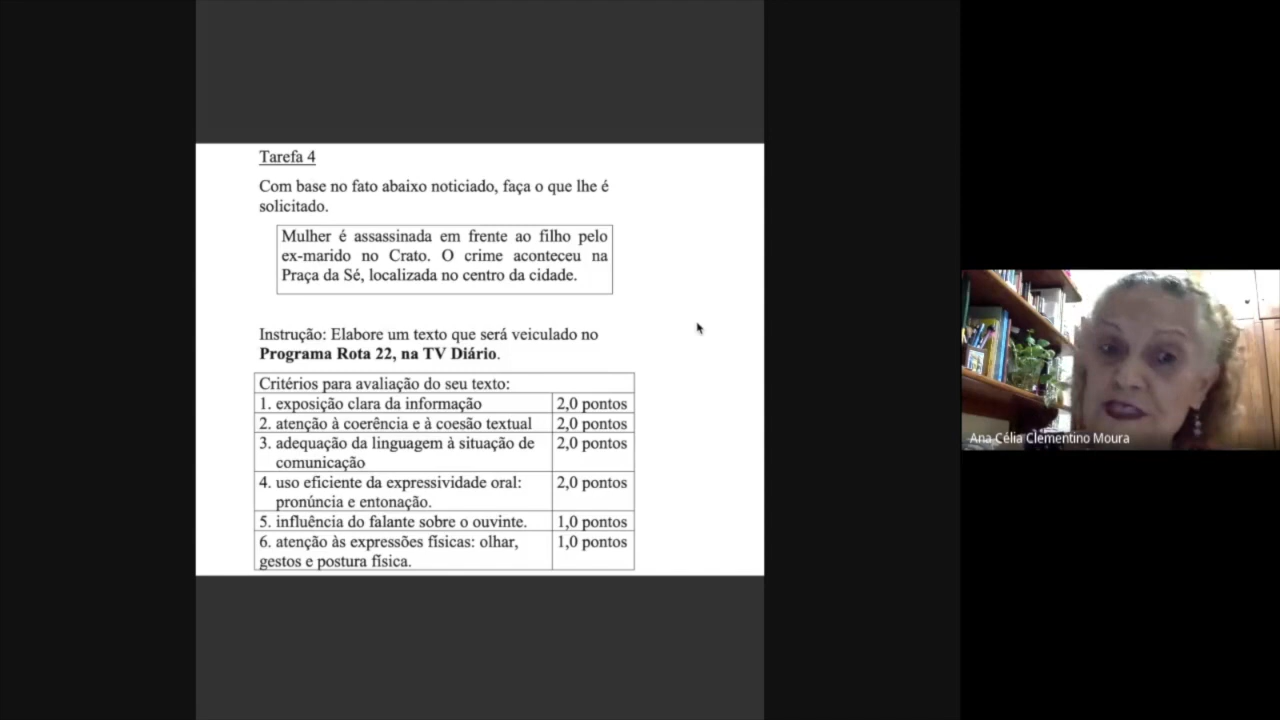 Tarefa 4
Com base no fato abaixo noticiado, faça o que lhe é
solicitado.
Mulher é assassinada em frente ao filho pelo
ex-marido no Crato. O crime aconteceu na
Praça da Sé, localizada no centro da cidade.
Instrução: Elabore um texto que será veiculado no
Programa Rota 22, na TV Diário.
Critérios para avaliação do seu texto:
1. exposição clara da informação 2,0 pontos
2. atenção à coerência e à coesão textual 2,0 pontos
3. adequação da linguagem à situação de 2,0 pontos
comunicação
4. uso eficiente da expressividade oral: 2,0 pontos
pronúncia e entonação.
5. influência do falante sobre o ouvinte. 1,0 pontos
6. atenção às expressões físicas: olhar, 1,0 pontos
gestos e postura física.
Ana Célia Clementino Moura